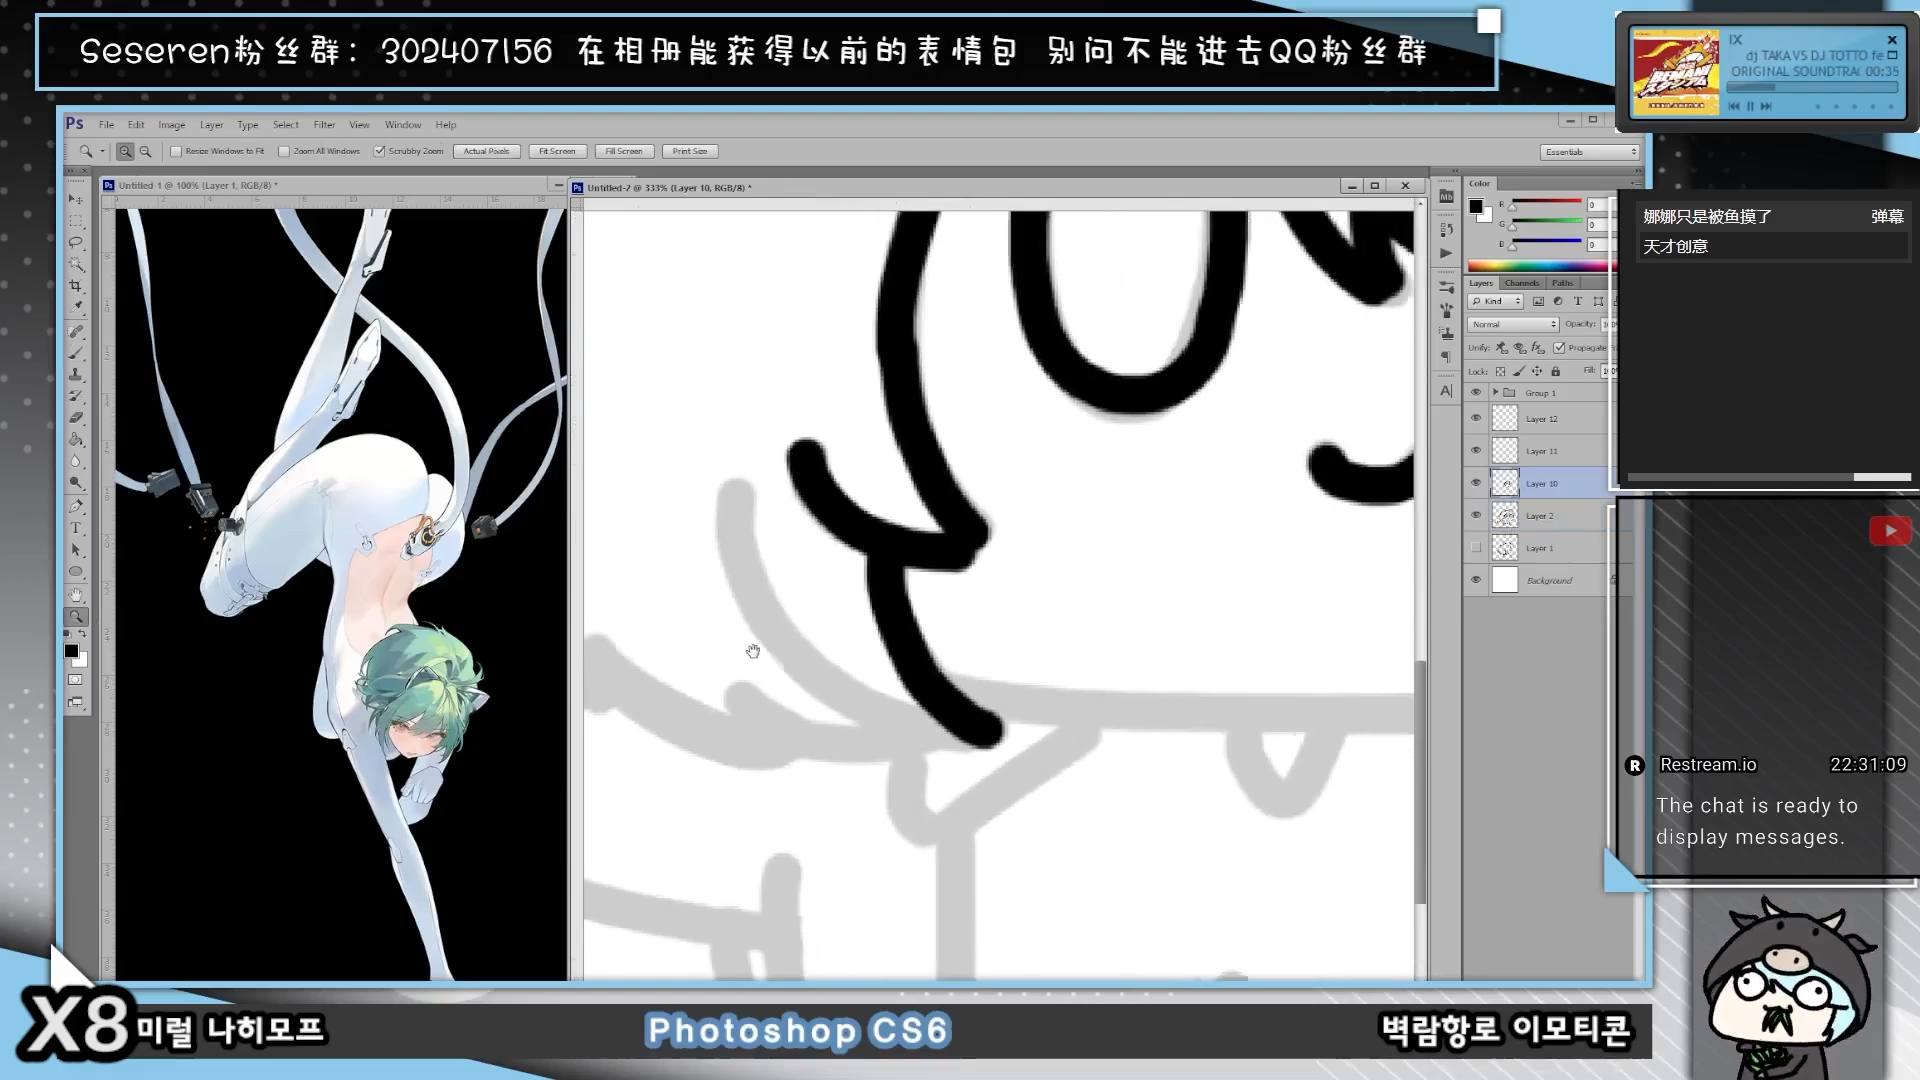 Seseren粉丝群：302407156 在相册能获得以前的表情包 别问不能进去QQ粉丝群
IX
dj TAKA VS DJ TOTTO fe
ORIGINAL SOUNDTRA 00:35
Ps File Edit Image Layer Type Select Filter View Window Help
Resize Windows to Fit Zoom All Windows Scrubby Zoom Actual Pixels Fit Screen Fill Screen Print Size Essentials
Untitled-1 @ 100% (Layer 1, RGB/8) *
Untitled-2 @ 333% (Layer 10, RGB/8) *
Color
R 0
G 0
B 0
Layers Channels Paths
Kind
Normal Opacity:
Unify: Propagate
Lock: Fill:
Group 1
Layer 12
Layer 11
Layer 10
Layer 2
Layer 1
Background
娜娜只是被鱼摸了 弹幕
天才创意
Restream.io 22:31:09
The chat is ready to
display messages.
X8 미럴 나히모프
Photoshop CS6
벽람항로 이모티콘